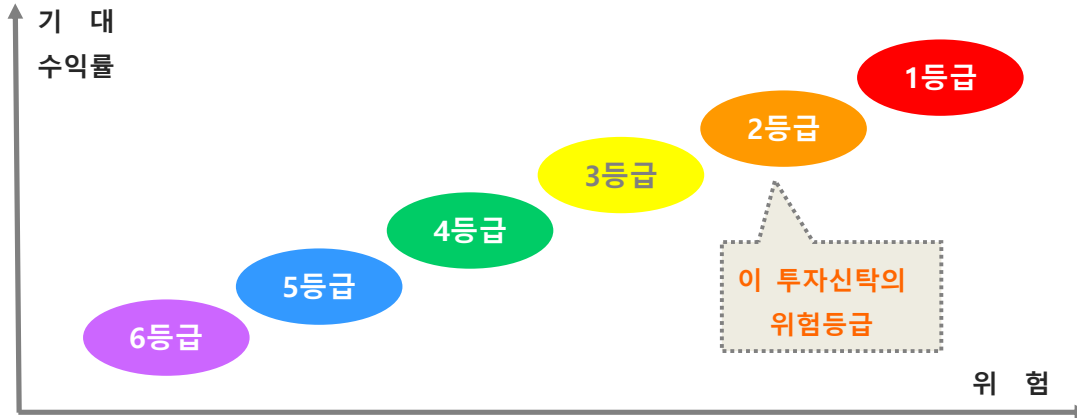 기 대
수익률
1등급
2등급
3등급
4등급
5등급
6등급
이 투자신탁의
위험등급
위 험